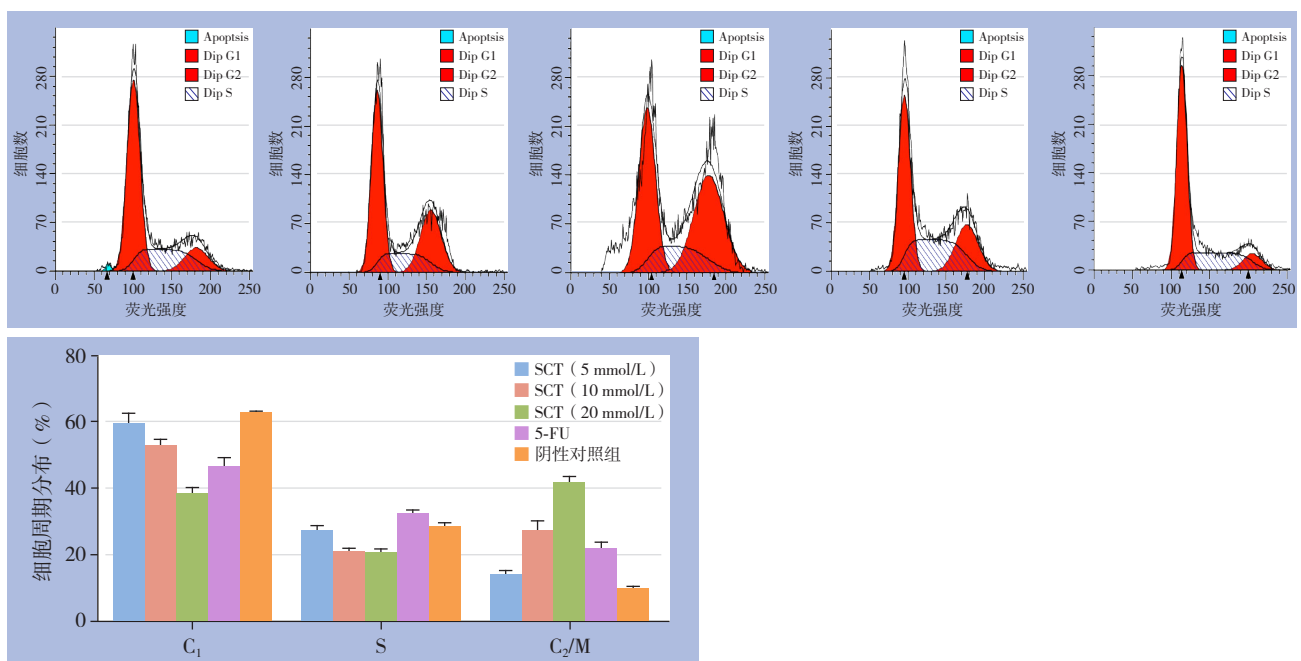 Apoptsis
Dip G1
Dip G2
Dip S
细胞数
280
210
140
70
0
0 50 100 150 200 250
荧光强度
Apoptsis
Dip G1
Dip G2
Dip S
细胞数
280
210
140
70
0
0 50 100 150 200 250
荧光强度
Apoptsis
Dip G1
Dip G2
Dip S
细胞数
280
210
140
70
0
0 50 100 150 200 250
荧光强度
Apoptsis
Dip G1
Dip G2
Dip S
细胞数
280
210
140
70
0
0 50 100 150 200 250
荧光强度
Apoptsis
Dip G1
Dip G2
Dip S
细胞数
280
210
140
70
0
0 50 100 150 200 250
荧光强度
细胞周期分布(%)
80
60
40
20
0
SCT(5 mmol/L)
SCT(10 mmol/L)
SCT(20 mmol/L)
5-FU
阴性对照组
C₁ S C₂/M